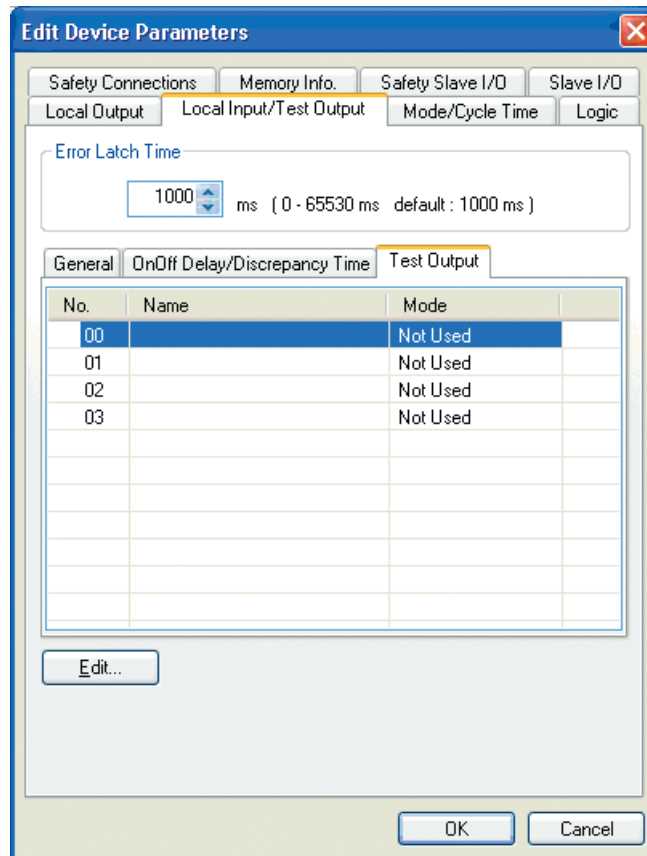 Edit Device Parameters
Safety Connections Memory Info. Safety Slave I/O Slave I/O
Local Output Local Input/Test Output Mode/Cycle Time Logic
Error Latch Time
1000 ms ( 0 - 65530 ms default : 1000 ms )
General OnOff Delay/Discrepancy Time Test Output
No. Name Mode
00 Not Used
01 Not Used
02 Not Used
03 Not Used
Edit...
OK Cancel